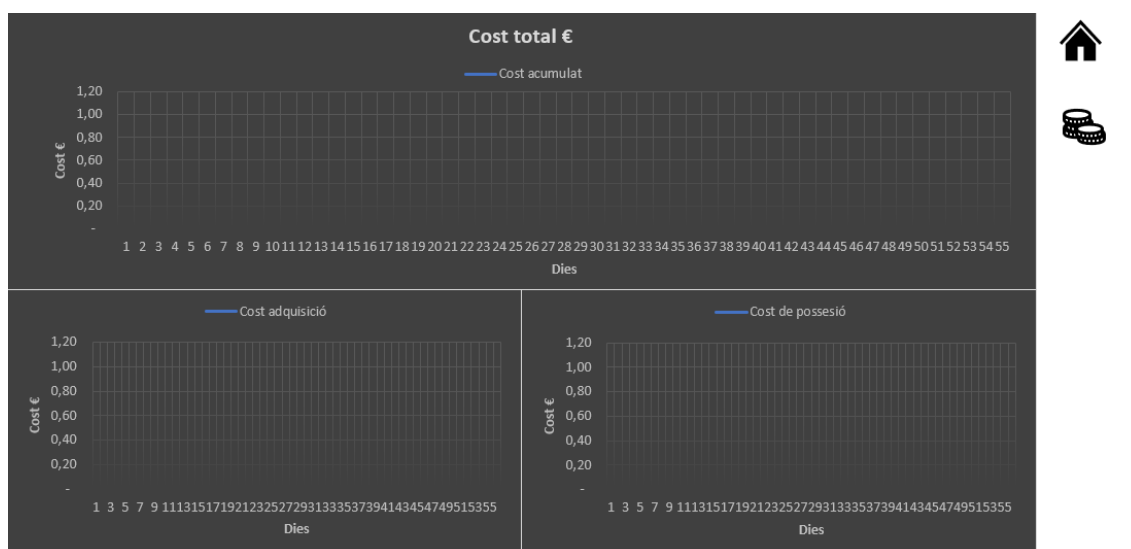 Cost total €
Cost acumulat
1,20
1,00
0,80
0,60
0,40
0,20
-
Cost €
1 2 3 4 5 6 7 8 9 10 11 12 13 14 15 16 17 18 19 20 21 22 23 24 25 26 27 28 29 30 31 32 33 34 35 36 37 38 39 40 41 42 43 44 45 46 47 48 49 50 51 52 53 54 55
Dies
Cost adquisició
1,20
1,00
0,80
0,60
0,40
0,20
-
Cost €
1 3 5 7 9 11 13 15 17 19 21 23 25 27 29 31 33 35 37 39 41 43 45 47 49 51 53 55
Dies
Cost de possesió
1,20
1,00
0,80
0,60
0,40
0,20
-
Cost €
1 3 5 7 9 11 13 15 17 19 21 23 25 27 29 31 33 35 37 39 41 43 45 47 49 51 53 55
Dies